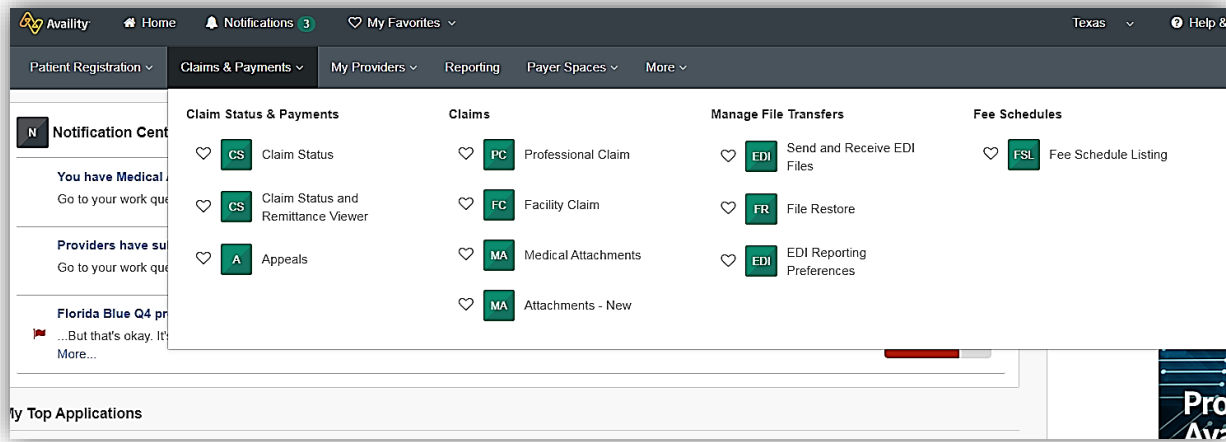 Availity Home Notifications 3 My Favorites Texas Help &
Patient Registration Claims & Payments My Providers Reporting Payer Spaces More
Claim Status & Payments
CS Claim Status
CS Claim Status and
Remittance Viewer
A Appeals
Claims
PC Professional Claim
FC Facility Claim
MA Medical Attachments
MA Attachments - New
Manage File Transfers
EDI Send and Receive EDI
Files
FR File Restore
EDI EDI Reporting
Preferences
Fee Schedules
FSL Fee Schedule Listing
N Notification Cent
You have Medical
Go to your work que
Providers have sul
Go to your work que
Florida Blue Q4 pr
...But that's okay. It's
More...
My Top Applications
Pro
Ava